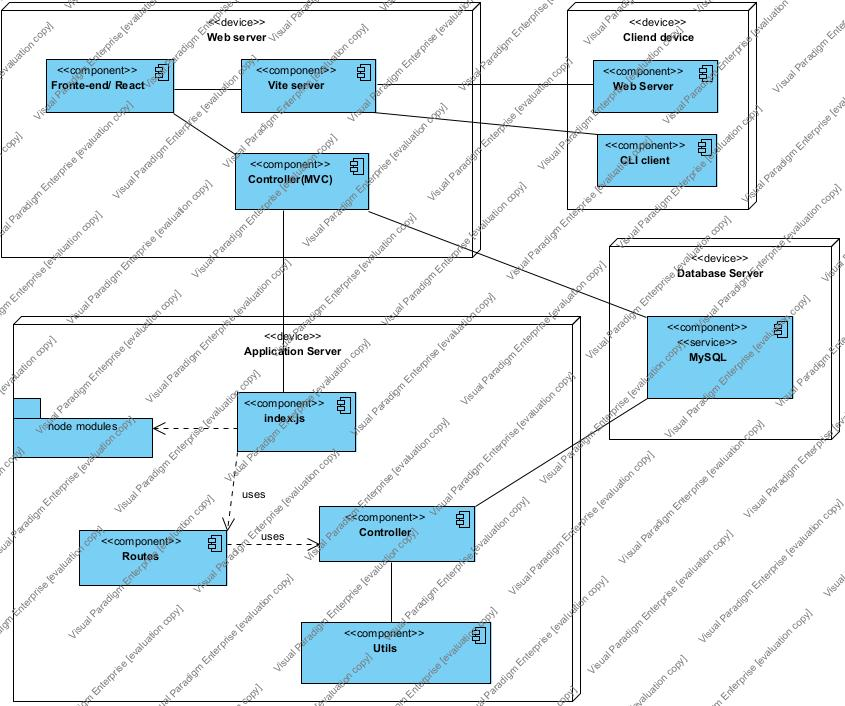 <<device>>
Web server
<<component>>
Fronte-end/ React
<<component>>
Vite server
<<component>>
Controller(MVC)
<<device>>
Cliend device
<<component>>
Web Server
<<component>>
CLI client
<<device>>
Database Server
<<component>>
<<service>>
MySQL
<<device>>
Application Server
<<component>>
index.js
node modules
uses
<<component>>
Routes
uses
<<component>>
Controller
<<component>>
Utils
Visual Paradigm Enterprise [evaluation copy]